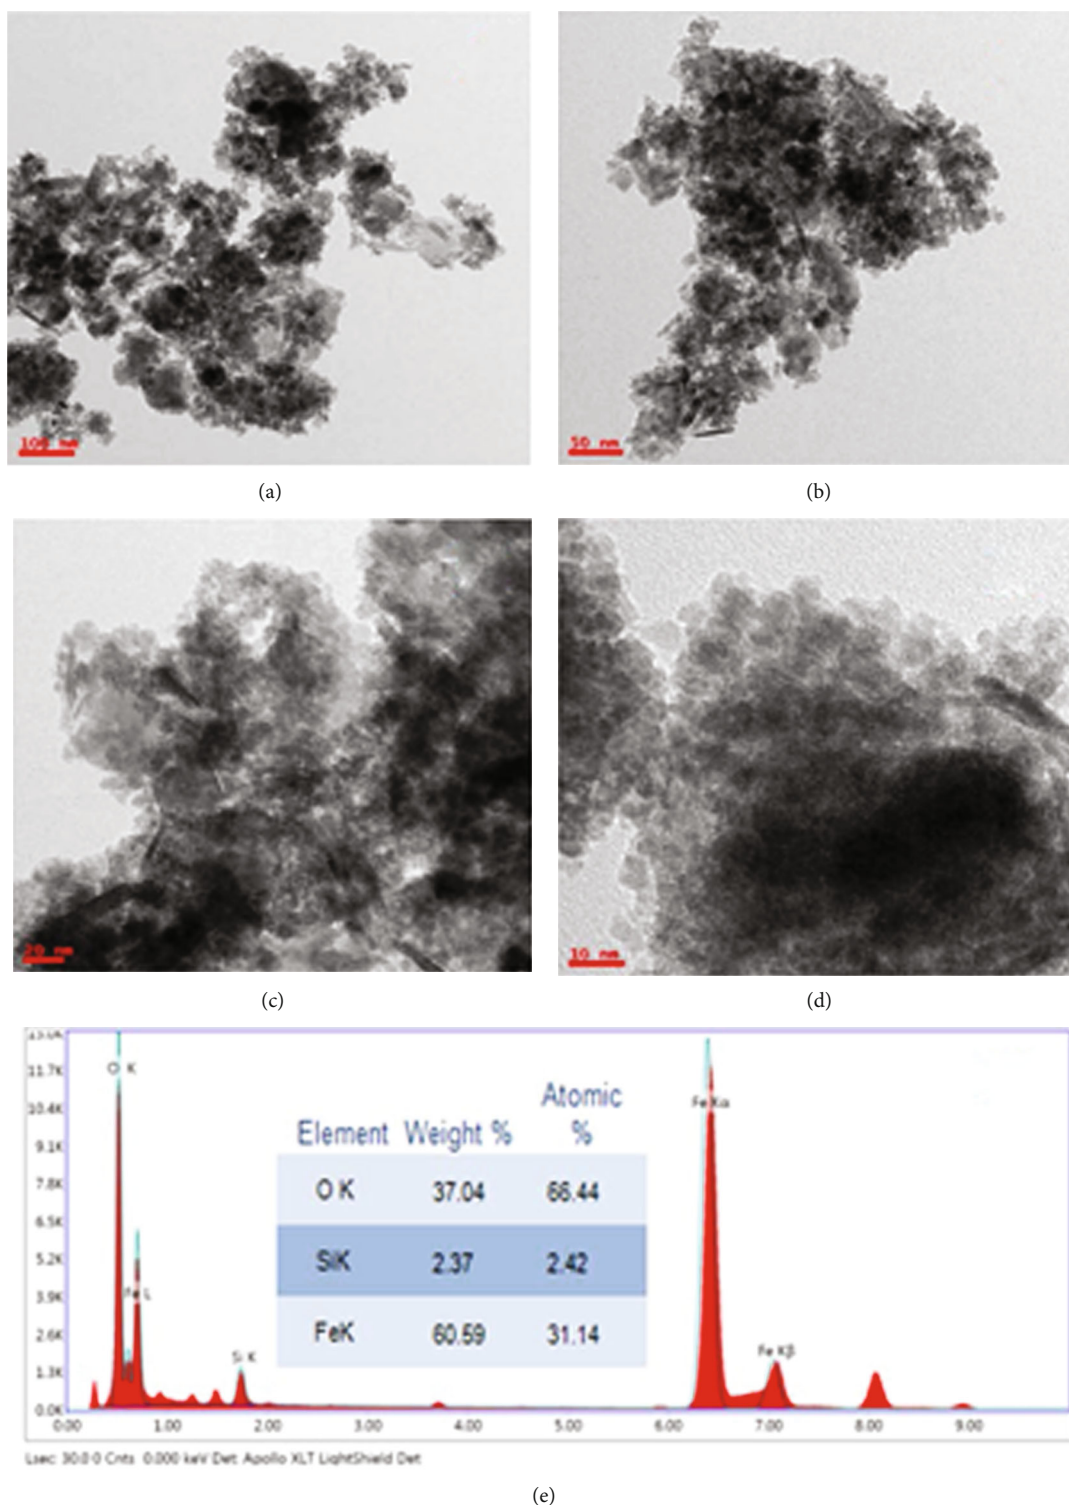 100 nm
50 nm
(a)
(b)
20 nm
10 nm
(c)
(d)
13.0K
11.7K
10.4K
9.1K
7.8K
6.5K
5.2K
3.9K
2.6K
1.3K
0.0K
O K
Fe L
Si K
Fe Kα
Fe Kβ
Element Weight % Atomic %
O K 37.04 66.44
SiK 2.37 2.42
FeK 60.59 31.14
0.00 1.00 2.00 3.00 4.00 5.00 6.00 7.00 8.00 9.00
Lsec: 30.0 0 Cnts 0.000 keV Det: Apollo XLT LightShield Det
(e)